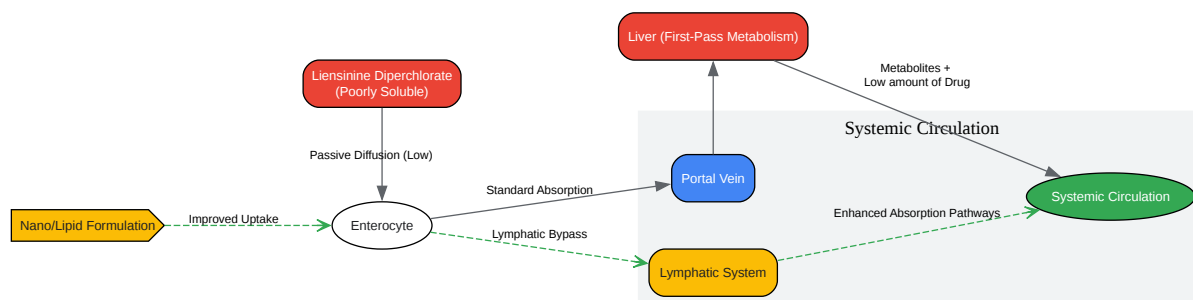 Liver (First-Pass Metabolism)
Metabolites +
Low amount of Drug
Liensinine Diperchlorate
(Poorly Soluble)
Systemic Circulation
Passive Diffusion (Low)
Portal Vein
Standard Absorption
Systemic Circulation
Nano/Lipid Formulation
Improved Uptake
Enterocyte
Enhanced Absorption Pathways
Lymphatic Bypass
Lymphatic System